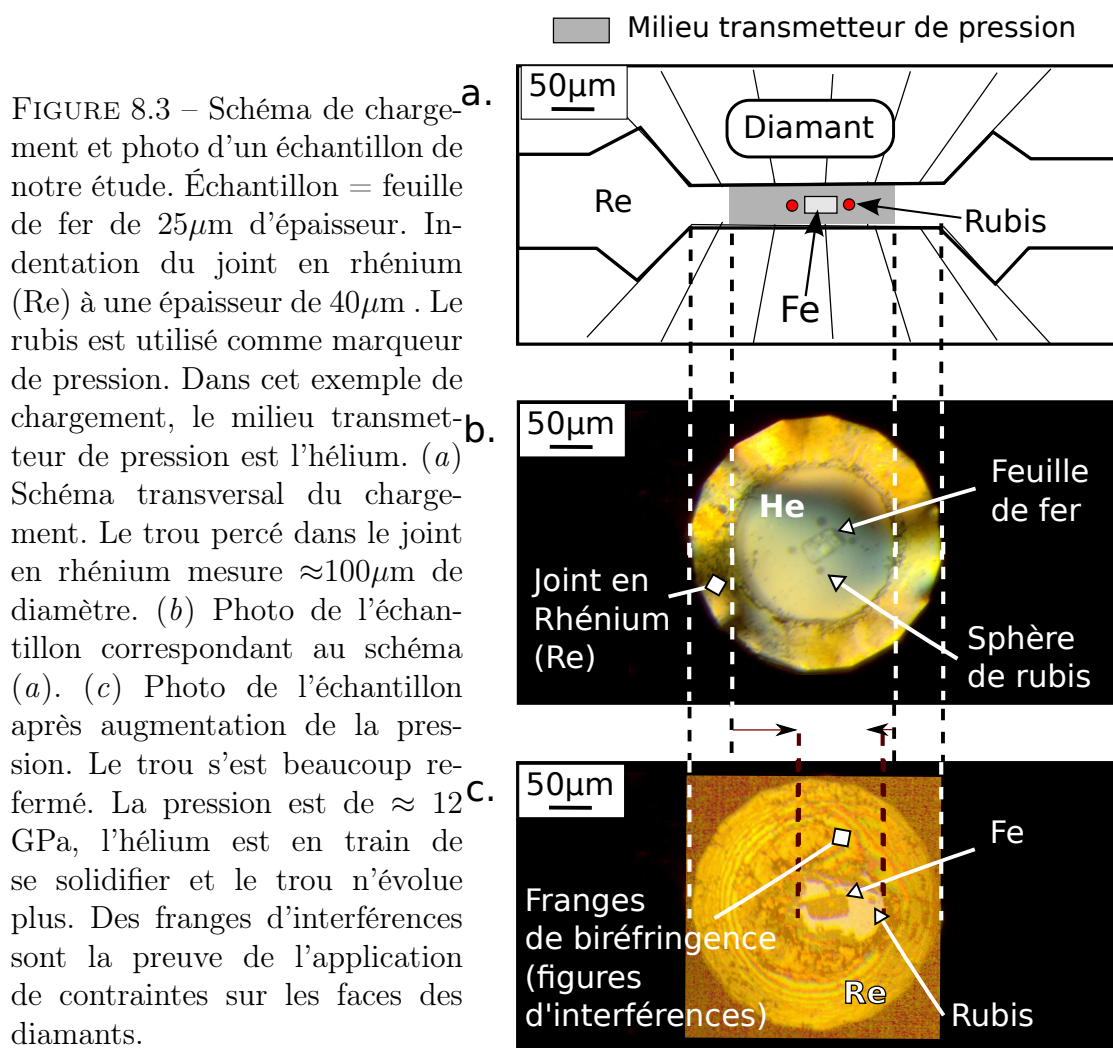 FIGURE 8.3 – Schéma de charge-
ment et photo d'un échantillon de
notre étude. Échantillon = feuille
de fer de 25μm d'épaisseur. In-
dentation du joint en rhénium
(Re) à une épaisseur de 40μm . Le
rubis est utilisé comme marqueur
de pression. Dans cet exemple de
chargement, le milieu transmet-
teur de pression est l'hélium. (a)
Schéma transversal du charge-
ment. Le trou percé dans le joint
en rhénium mesure ≈100μm de
diamètre. (b) Photo de l'échan-
tillon correspondant au schéma
(a). (c) Photo de l'échantillon
après augmentation de la pres-
sion. Le trou s'est beaucoup re-
fermé. La pression est de ≈ 12
GPa, l'hélium est en train de
se solidifier et le trou n'évolue
plus. Des franges d'interférences
sont la preuve de l'application
de contraintes sur les faces des
diamants.
Milieu transmetteur de pression
a.
50μm
Diamant
Re
Rubis
Fe
b.
50μm
He
Feuille
de fer
Joint en
Rhénium
(Re)
Sphère
de rubis
c.
50μm
Fe
Franges
de biréfringence
(figures
d'interférences)
Re
Rubis